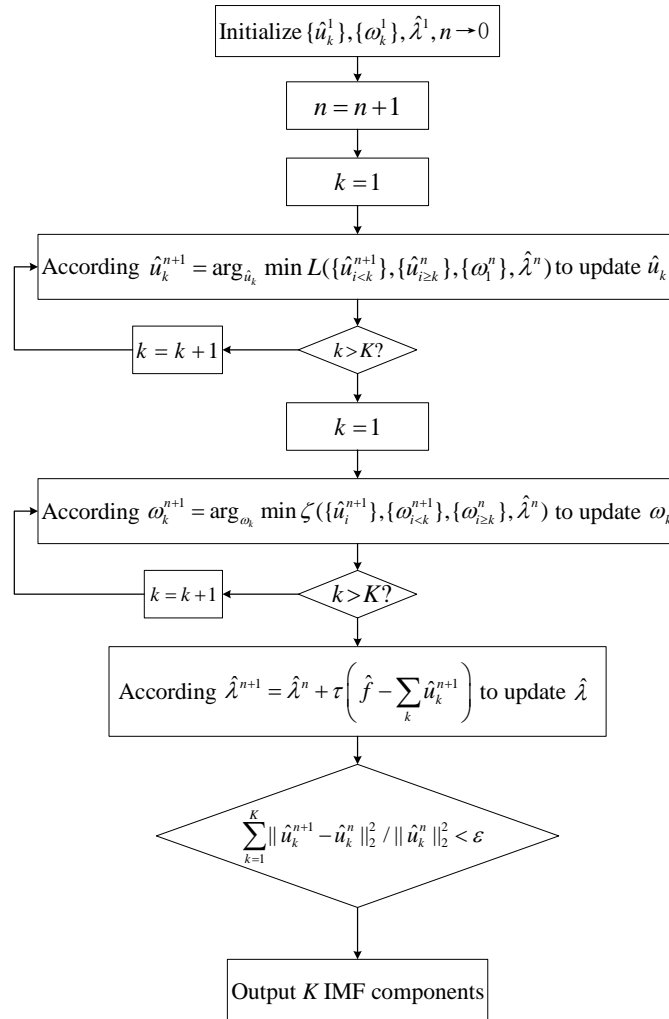 Initialize {û_k^1}, {ω_k^1}, λ̂^1, n→0
n = n+1
k = 1
According û_k^{n+1} = arg_{û_k} min L({û_{i<k}^{n+1}}, {û_{i≥k}^n}, {ω_1^n}, λ̂^n) to update û_k
k = k+1
k > K?
k = 1
According ω_k^{n+1} = arg_{ω_k} min ζ({û_i^{n+1}}, {ω_{i<k}^{n+1}}, {ω_{i≥k}^n}, λ̂^n) to update ω_k
k = k+1
k > K?
According λ̂^{n+1} = λ̂^n + τ(f̂ − ∑_k û_k^{n+1}) to update λ̂
∑_{k=1}^K || û_k^{n+1} − û_k^n ||_2^2 / || û_k^n ||_2^2 < ε
Output K IMF components